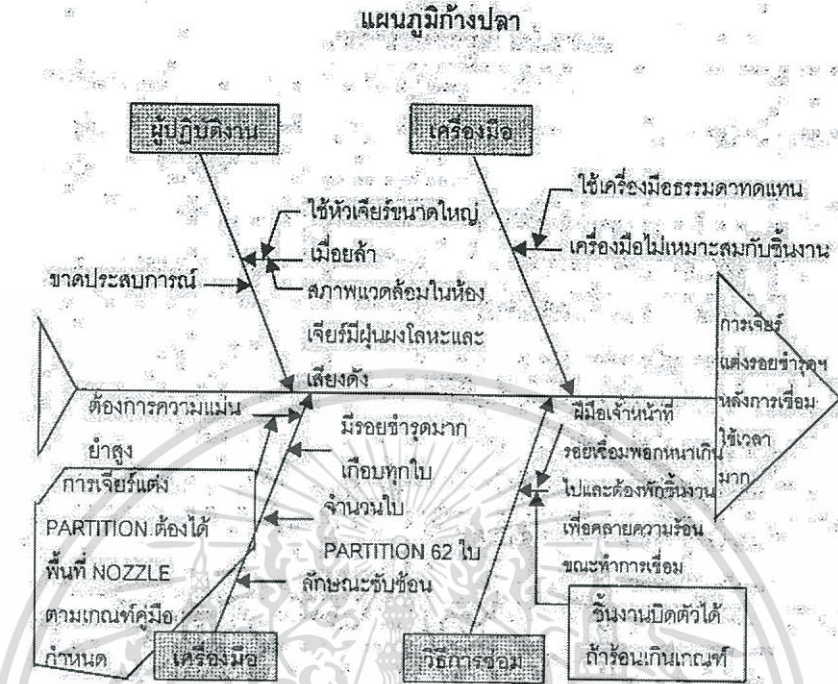 แผนภูมิก้างปลา
ผู้ปฏิบัติงาน
เครื่องมือ
ใช้หัวเจียร์ขนาดใหญ่
เมื่อยล้า
ขาดประสบการณ์
สภาพแวดล้อมในห้อง
เจียร์มีฝุ่นผงโลหะและ
เสียงดัง
ใช้เครื่องมือธรรมดาทดแทน
เครื่องมือไม่เหมาะสมกับชิ้นงาน
การเจียร์
แต่งรอยชำรุดฯ
หลังการเชื่อม
ใช้เวลา
มาก
ต้องการความแม่น
ยำสูง
การเจียร์แต่ง
PARTITION ต้องได้
พื้นที่ NOZZLE
ตามเกณฑ์คู่มือ
กำหนด
มีรอยชำรุดมาก
เกือบทุกใบ
จำนวนใบ
PARTITION 62 ใบ
ลักษณะซับซ้อน
เครื่องมือ
ฝีมือเจ้าหน้าที่
รอยเชื่อมพอกหนาเกิน
ไปและต้องพักชิ้นงาน
เพื่อคลายความร้อน
ขณะทำการเชื่อม
ชิ้นงานบิดตัวได้
ถ้าร้อนเกินเกณฑ์
วิธีการซ่อม